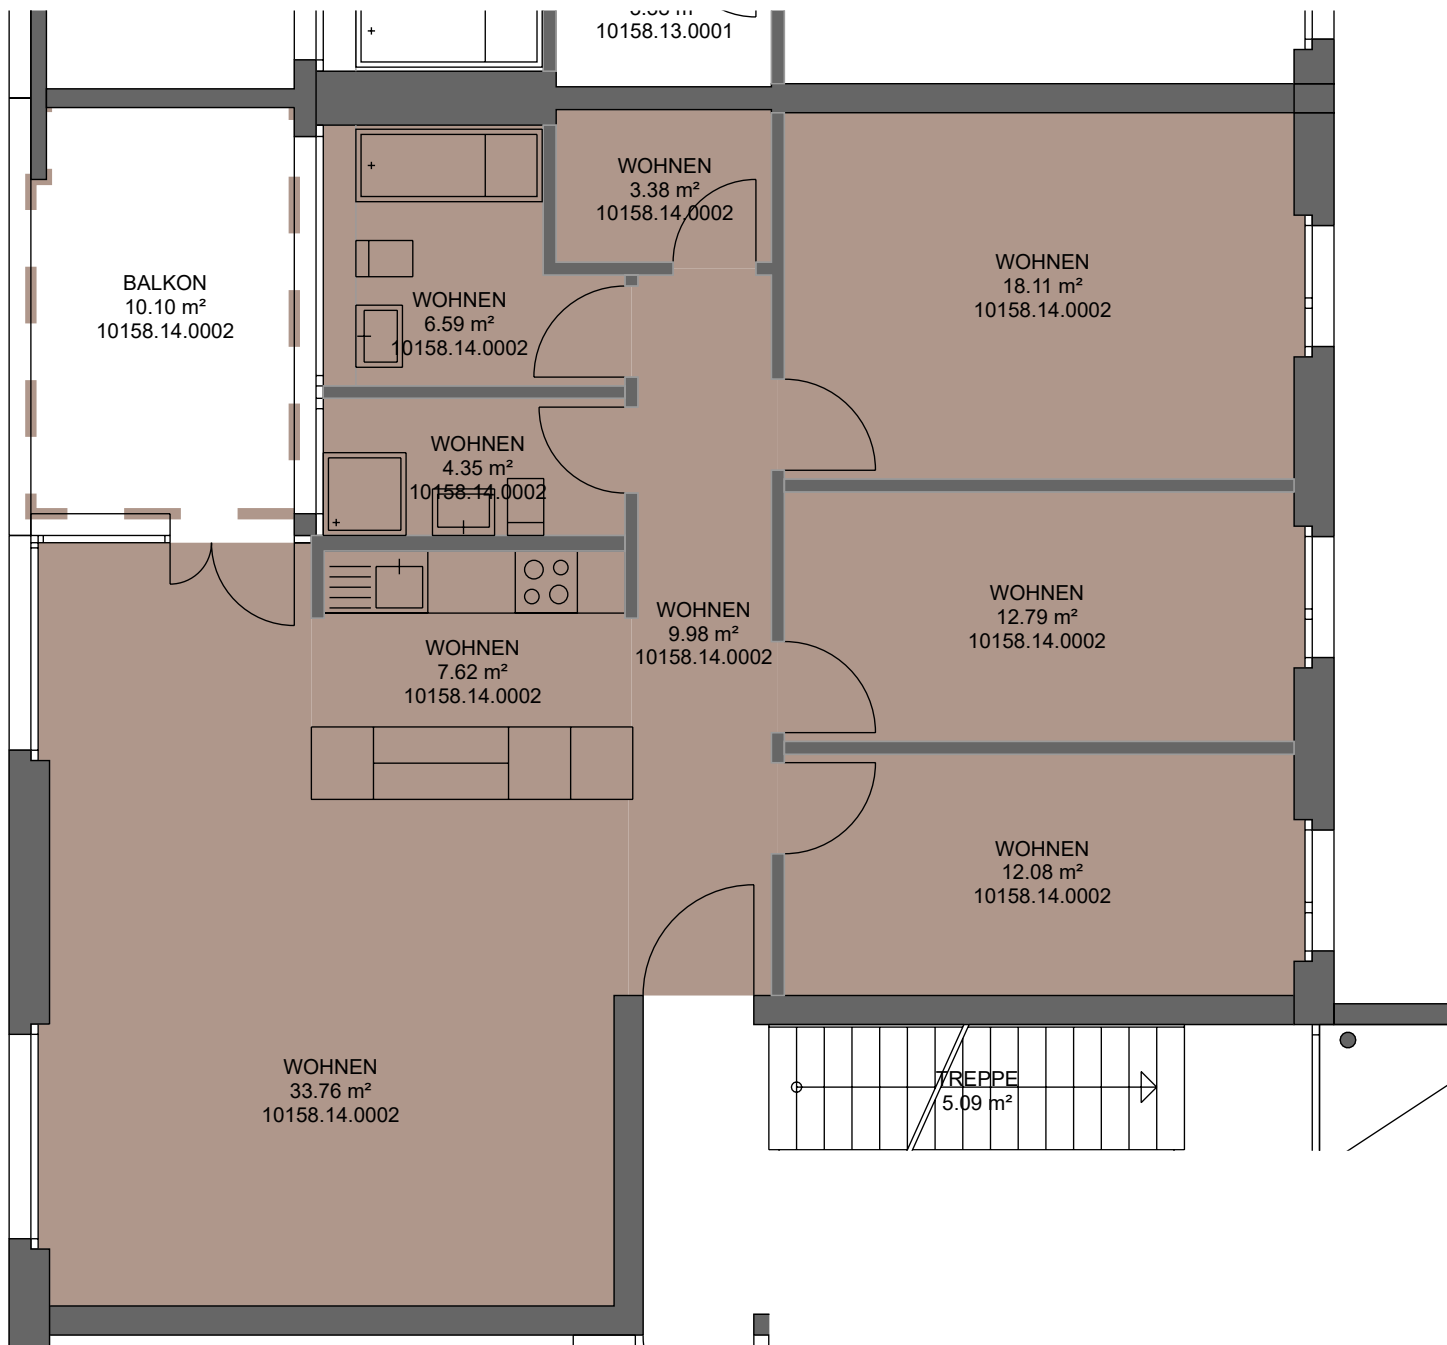 10158.13.0001
WOHNEN
3.38 m²
10158.14.0002
WOHNEN
18.11 m²
10158.14.0002
BALKON
10.10 m²
10158.14.0002
WOHNEN
6.59 m²
10158.14.0002
WOHNEN
4.35 m²
10158.14.0002
WOHNEN
12.79 m²
10158.14.0002
WOHNEN
9.98 m²
10158.14.0002
WOHNEN
7.62 m²
10158.14.0002
WOHNEN
12.08 m²
10158.14.0002
WOHNEN
33.76 m²
10158.14.0002
TREPPE
5.09 m²